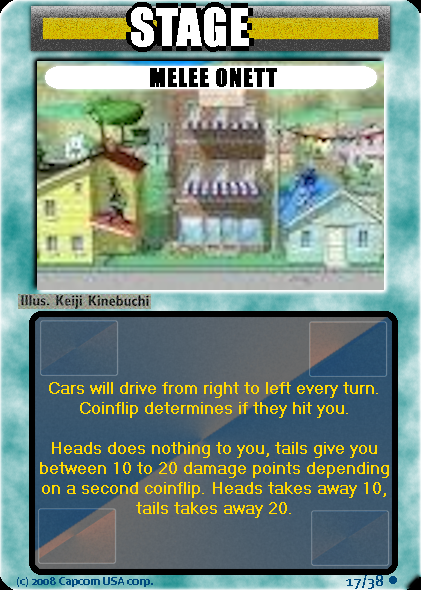 STAGE
MELEE ONETT
Illus. Keiji Kinebuchi
Cars will drive from right to left every turn.
Coinflip determines if they hit you.
Heads does nothing to you, tails give you
between 10 to 20 damage points depending
on a second coinflip. Heads takes away 10,
tails takes away 20.
(c) 2008 Capcom USA corp.
17/38